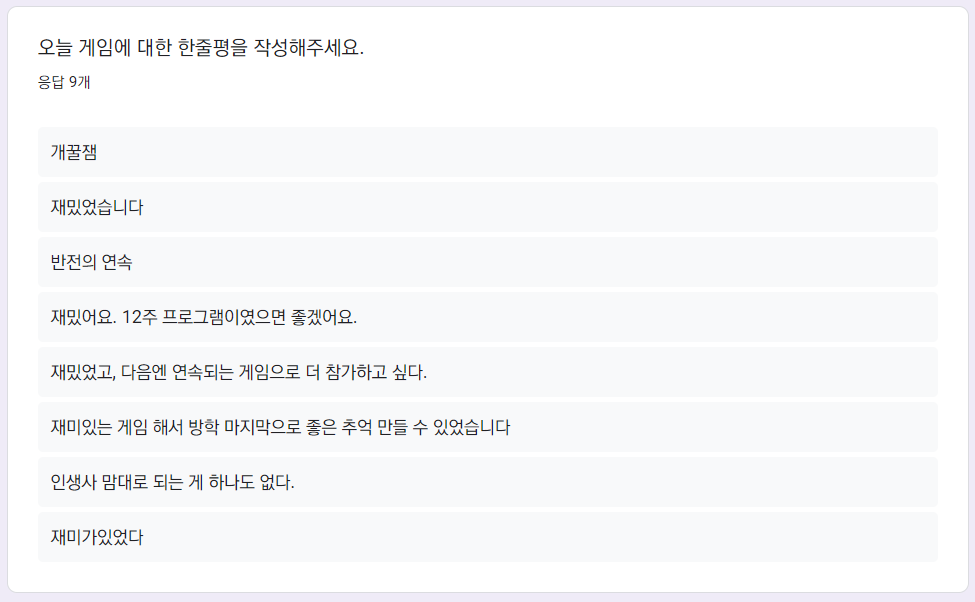 오늘 게임에 대한 한줄평을 작성해주세요.
응답 9개
개꿀잼
재밌었습니다
반전의 연속
재밌어요. 12주 프로그램이였으면 좋겠어요.
재밌었고, 다음엔 연속되는 게임으로 더 참가하고 싶다.
재미있는 게임 해서 방학 마지막으로 좋은 추억 만들 수 있었습니다
인생사 맘대로 되는 게 하나도 없다.
재미가있었다